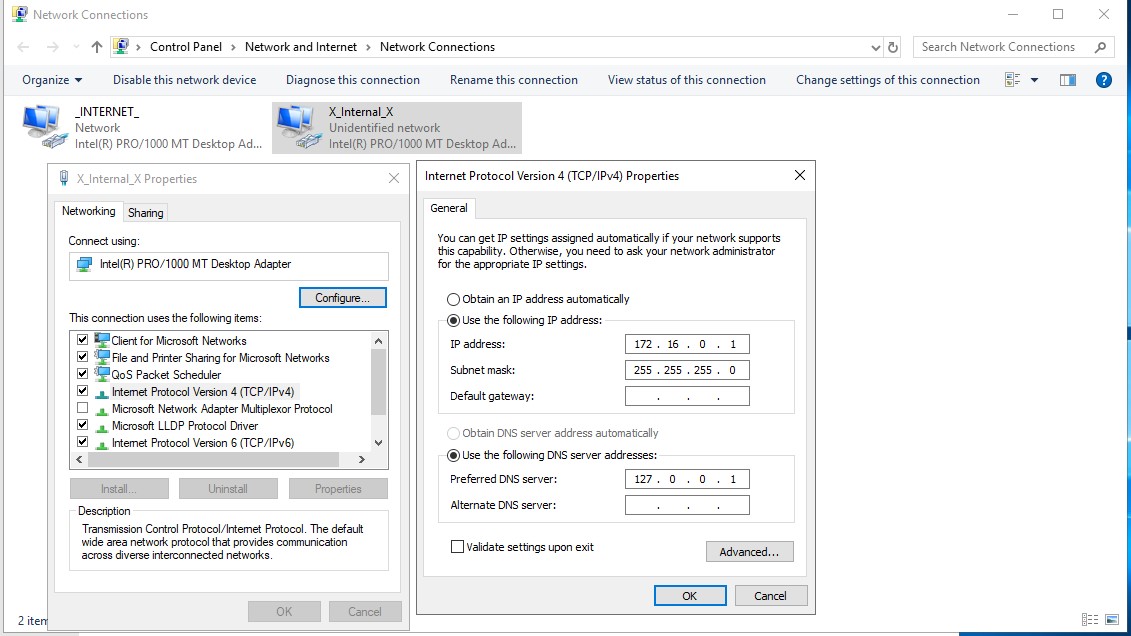 Network Connections
Control Panel > Network and Internet > Network Connections
Search Network Connections
Organize
Disable this network device
Diagnose this connection
Rename this connection
View status of this connection
Change settings of this connection
_INTERNET_
Network
Intel(R) PRO/1000 MT Desktop Ad...
X_Internal_X
Unidentified network
Intel(R) PRO/1000 MT Desktop Ad...
X_Internal_X Properties
Networking
Sharing
Connect using:
Intel(R) PRO/1000 MT Desktop Adapter
Configure...
This connection uses the following items:
Client for Microsoft Networks
File and Printer Sharing for Microsoft Networks
QoS Packet Scheduler
Internet Protocol Version 4 (TCP/IPv4)
Microsoft Network Adapter Multiplexor Protocol
Microsoft LLDP Protocol Driver
Internet Protocol Version 6 (TCP/IPv6)
Install...
Uninstall
Properties
Description
Transmission Control Protocol/Internet Protocol. The default
wide area network protocol that provides communication
across diverse interconnected networks.
OK
Cancel
Internet Protocol Version 4 (TCP/IPv4) Properties
General
You can get IP settings assigned automatically if your network supports
this capability. Otherwise, you need to ask your network administrator
for the appropriate IP settings.
Obtain an IP address automatically
Use the following IP address:
IP address:
172 . 16 . 0 . 1
Subnet mask:
255 . 255 . 255 . 0
Default gateway:
. . .
Obtain DNS server address automatically
Use the following DNS server addresses:
Preferred DNS server:
127 . 0 . 0 . 1
Alternate DNS server:
. . .
Validate settings upon exit
Advanced...
OK
Cancel
2 item